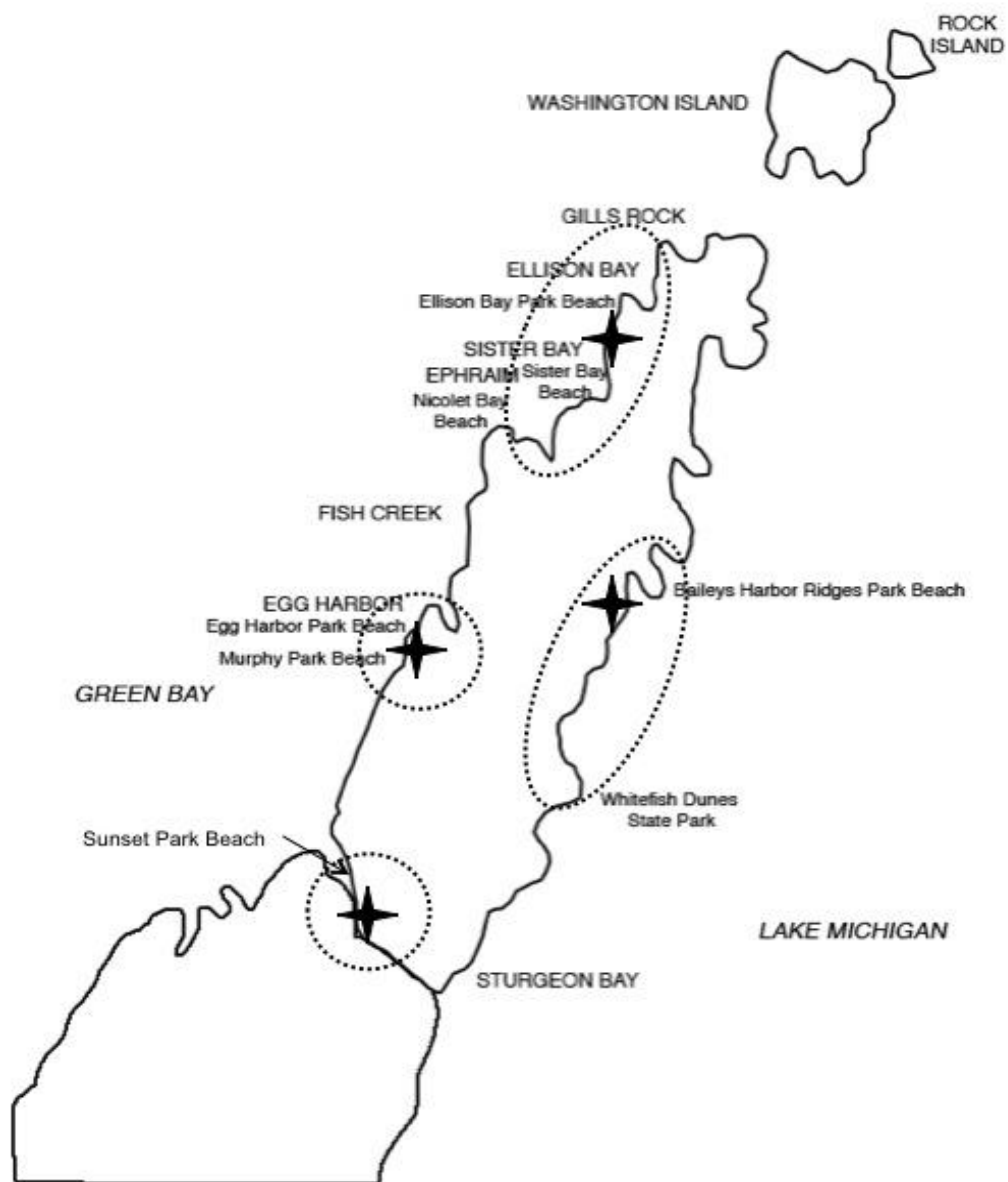 ROCK
ISLAND
WASHINGTON ISLAND
GILLS ROCK
ELLISON BAY
Ellison Bay Park Beach
SISTER BAY
EPHRAIM
Sister Bay
Beach
Nicolet Bay
Beach
FISH CREEK
EGG HARBOR
Egg Harbor Park Beach
Murphy Park Beach
Baileys Harbor Ridges Park Beach
GREEN BAY
Whitefish Dunes
State Park
Sunset Park Beach
LAKE MICHIGAN
STURGEON BAY